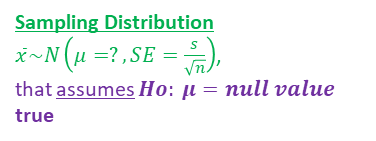 Sampling Distribution
x̄~N(μ =? , SE = s/√n),
that assumes Ho: μ = null value
true